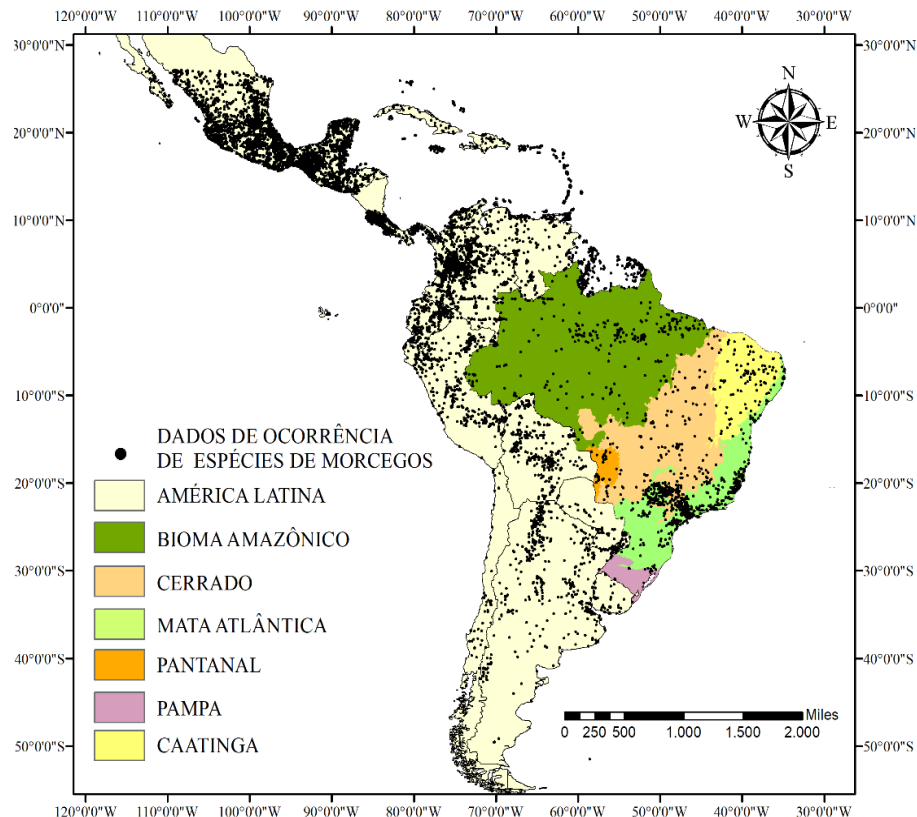 120°0'0"W 110°0'0"W 100°0'0"W 90°0'0"W 80°0'0"W 70°0'0"W 60°0'0"W 50°0'0"W 40°0'0"W 30°0'0"W
30°0'0"N 30°0'0"N
N
20°0'0"N W E 20°0'0"N
S
10°0'0"N 10°0'0"N
0°0'0" 0°0'0"
10°0'0"S 10°0'0"S
DADOS DE OCORRÊNCIA
DE ESPÉCIES DE MORCEGOS
20°0'0"S 20°0'0"S
AMÉRICA LATINA
BIOMA AMAZÔNICO
30°0'0"S 30°0'0"S
CERRADO
MATA ATLÂNTICA
40°0'0"S 40°0'0"S
PANTANAL
PAMPA
Miles
0 250 500 1.000 1.500 2.000
50°0'0"S 50°0'0"S
CAATINGA
120°0'0"W 110°0'0"W 100°0'0"W 90°0'0"W 80°0'0"W 70°0'0"W 60°0'0"W 50°0'0"W 40°0'0"W 30°0'0"W